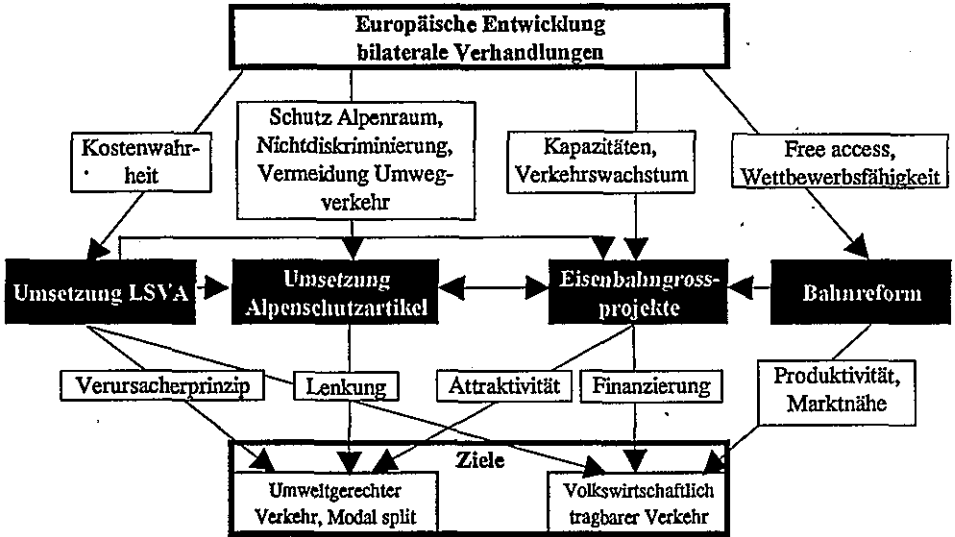 Europäische Entwicklung
bilaterale Verhandlungen
Kostenwahr-
heit
Schutz Alpenraum,
Nichtdiskriminierung,
Vermeidung Umweg-
verkehr
Kapazitäten,
Verkehrswachstum
Free access,
Wettbewerbsfähigkeit
Umsetzung LSVA
Umsetzung
Alpenschutzartikel
Eisenbahngross-
projekte
Bahnreform
Verursacherprinzip
Lenkung
Attraktivität
Finanzierung
Produktivität,
Marktnähe
Ziele
Umweltgerechter
Verkehr, Modal split
Volkswirtschaftlich
tragbarer Verkehr